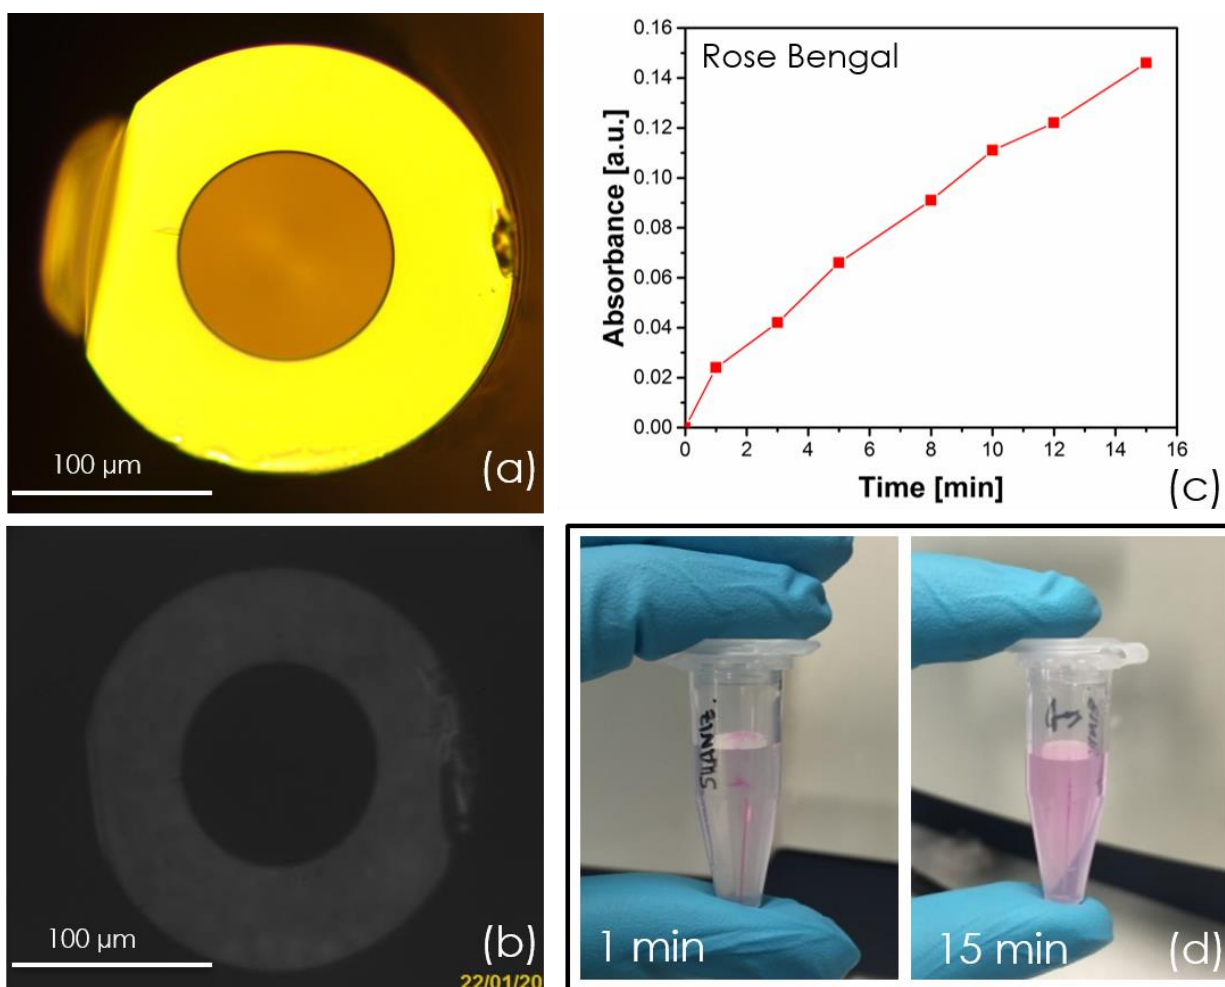 100 µm
(a)
Rose Bengal
0.16
0.14
0.12
0.10
0.08
0.06
0.04
0.02
0.00
0 2 4 6 8 10 12 14 16
Absorbance [a.u.]
Time [min]
(c)
100 µm
(b)
22/01/20
1 min
15 min
(d)